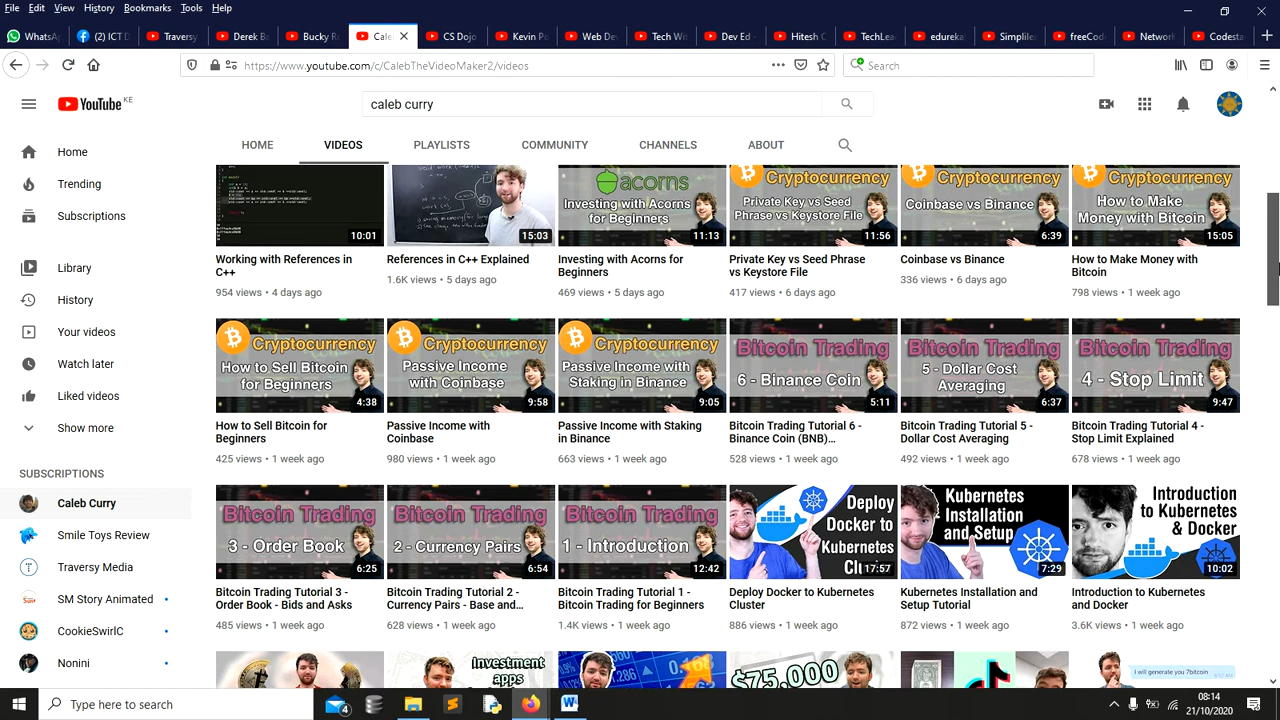 File Edit View History Bookmarks Tools Help
WhatsA (2) ICT D Traversy Derek Ba Bucky Ro Cale CS Dojo Kevin Po Web Dev Tech Wit Dev Ed - Hitesh C TechLea edureka Simplilea freeCode Network Codesta
https://www.youtube.com/c/CalebTheVideoMaker2/videos Search
YouTube KE caleb curry
HOME VIDEOS PLAYLISTS COMMUNITY CHANNELS ABOUT
Home
Trending
Subscriptions
Library
History
Your videos
Watch later
Liked videos
Show more
SUBSCRIPTIONS
Caleb Curry
Smile Toys Review
Traversy Media
SM Story Animated
CookieSwirlC
Nonini
10:01
Working with References in
C++
954 views • 4 days ago
15:03
References in C++ Explained
1.6K views • 5 days ago
acorns
Investing with Acorns
for Beginners
11:13
Investing with Acorns for
Beginners
469 views • 5 days ago
Cryptocurrency
Private Key vs Seed
Phrase vs Keystore File
11:56
Private Key vs Seed Phrase
vs Keystore File
417 views • 6 days ago
Cryptocurrency
Coinbase vs Binance
6:39
Coinbase vs Binance
336 views • 6 days ago
Cryptocurrency
How to Make
Money with Bitcoin
15:05
How to Make Money with
Bitcoin
798 views • 1 week ago
Cryptocurrency
How to Sell Bitcoin
for Beginners
4:38
How to Sell Bitcoin for
Beginners
425 views • 1 week ago
Cryptocurrency
Passive Income
with Coinbase
9:58
Passive Income with
Coinbase
980 views • 1 week ago
Cryptocurrency
Passive Income with
Staking in Binance
9:05
Passive Income with Staking
in Binance
663 views • 1 week ago
Bitcoin Trading
6 - Binance Coin
5:11
Bitcoin Trading Tutorial 6 -
Binance Coin (BNB)...
528 views • 1 week ago
Bitcoin Trading
5 - Dollar Cost
Averaging
6:37
Bitcoin Trading Tutorial 5 -
Dollar Cost Averaging
492 views • 1 week ago
Bitcoin Trading
4 - Stop Limit
9:47
Bitcoin Trading Tutorial 4 -
Stop Limit Explained
678 views • 1 week ago
Bitcoin Trading
3 - Order Book
6:25
Bitcoin Trading Tutorial 3 -
Order Book - Bids and Asks
485 views • 1 week ago
Bitcoin Trading
2 - Currency Pairs
6:54
Bitcoin Trading Tutorial 2 -
Currency Pairs - Base and...
628 views • 1 week ago
Bitcoin Trading
1 - Introduction
12:42
Bitcoin Trading Tutorial 1 -
Bitcoin Trading for Beginners
1.4K views • 1 week ago
Deploy
Docker to
Kubernetes
Clu
17:57
Deploy Docker to Kubernetes
Cluster
886 views • 1 week ago
Kubernetes
Installation
and Setup
7:29
Kubernetes Installation and
Setup Tutorial
872 views • 1 week ago
Introduction
to Kubernetes
& Docker
10:02
Introduction to Kubernetes
and Docker
3.6K views • 1 week ago
Investment
apps
$75,000
I will generate you 7bitcoin
Type here to search
4
08:14
21/10/2020